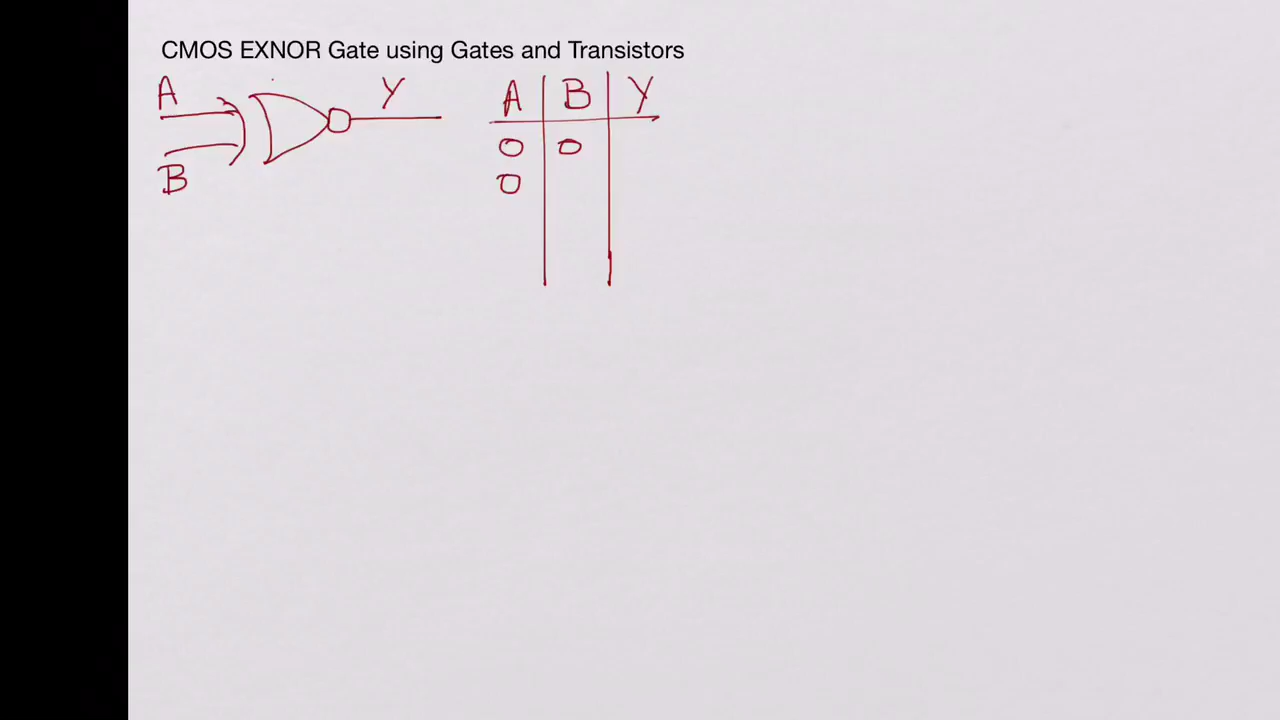 CMOS EXNOR Gate using Gates and Transistors
A Y
B
A B Y
0 0
0